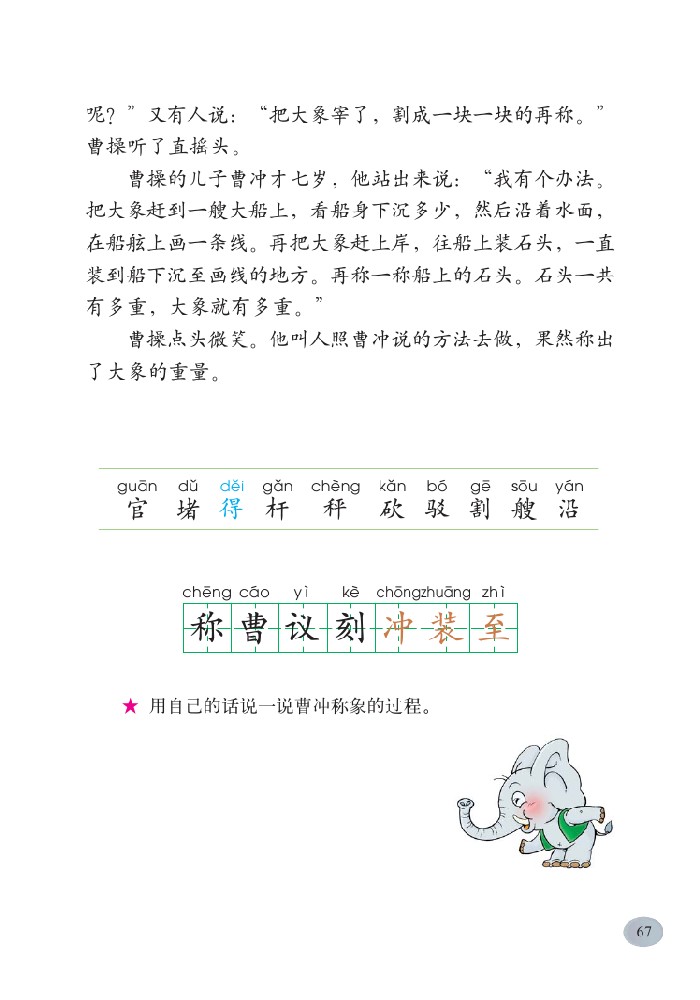 呢？”又有人说：“把大象宰了，割成一块一块的再称。”
曹操听了直摇头。
曹操的儿子曹冲才七岁，他站出来说：“我有个办法。
把大象赶到一艘大船上，看船身下沉多少，然后沿着水面，
在船舷上画一条线。再把大象赶上岸，往船上装石头，一直
装到船下沉至画线的地方。再称一称船上的石头。石头一共
有多重，大象就有多重。”
曹操点头微笑。他叫人照曹冲说的方法去做，果然称出
了大象的重量。
guān dǔ děi gǎn chèng kǎn bó gē sōu yán
官 堵 得 杆 秤 砍 驳 割 艘 沿
chēng cáo yì kè chōng zhuāng zhì
称 曹 议 刻 冲 装 至
★ 用自己的话说一说曹冲称象的过程。
67